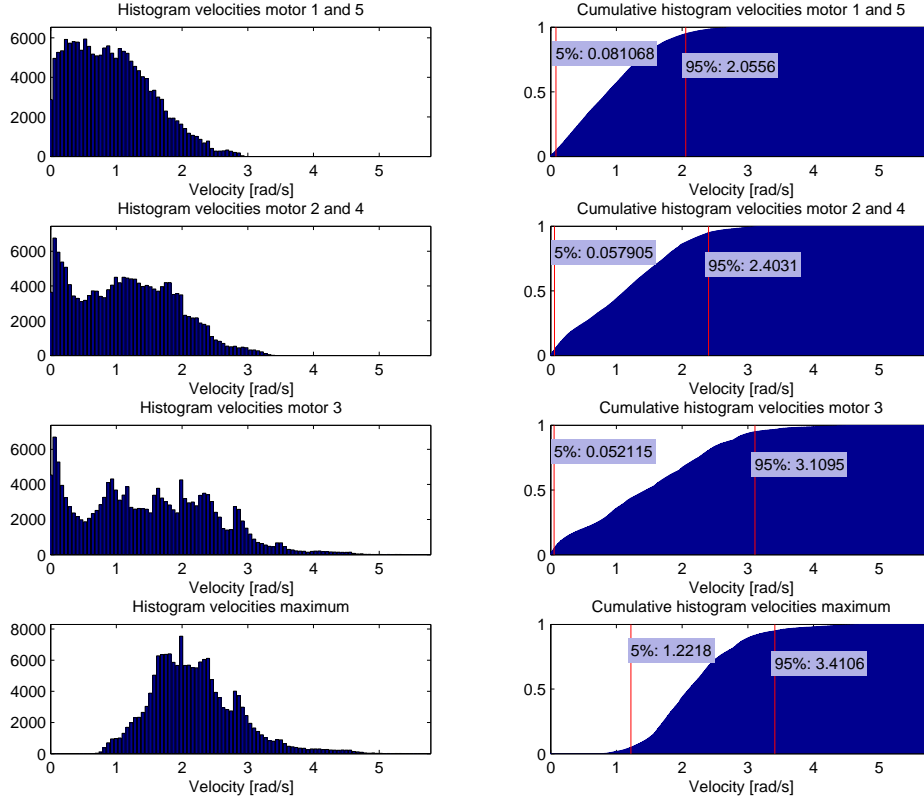 Histogram velocities motor 1 and 5
6000
4000
2000
0
0 1 2 3 4 5
Velocity [rad/s]
Cumulative histogram velocities motor 1 and 5
1
0.5
0
5%: 0.081068
95%: 2.0556
0 1 2 3 4 5
Velocity [rad/s]
Histogram velocities motor 2 and 4
6000
4000
2000
0
0 1 2 3 4 5
Velocity [rad/s]
Cumulative histogram velocities motor 2 and 4
1
0.5
0
5%: 0.057905
95%: 2.4031
0 1 2 3 4 5
Velocity [rad/s]
Histogram velocities motor 3
6000
4000
2000
0
0 1 2 3 4 5
Velocity [rad/s]
Cumulative histogram velocities motor 3
1
0.5
0
5%: 0.052115
95%: 3.1095
0 1 2 3 4 5
Velocity [rad/s]
Histogram velocities maximum
8000
6000
4000
2000
0
0 1 2 3 4 5
Velocity [rad/s]
Cumulative histogram velocities maximum
1
0.5
0
5%: 1.2218
95%: 3.4106
0 1 2 3 4 5
Velocity [rad/s]